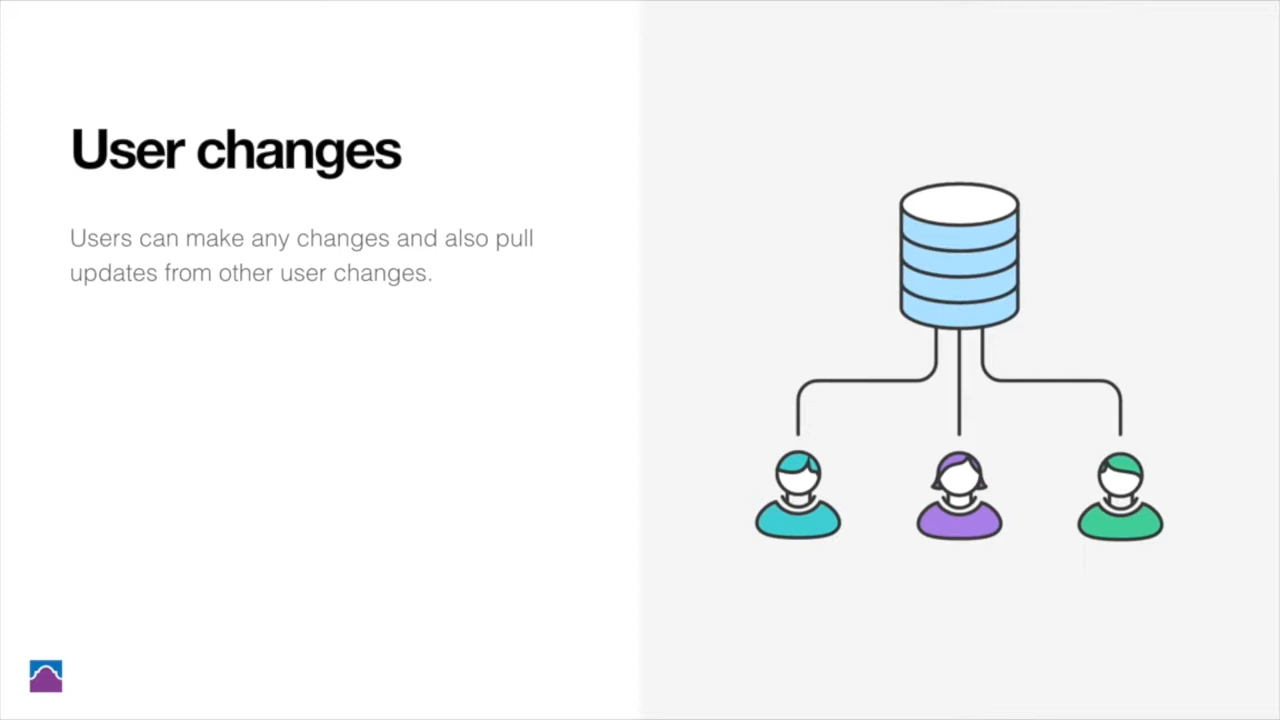 User changes
Users can make any changes and also pull
updates from other user changes.